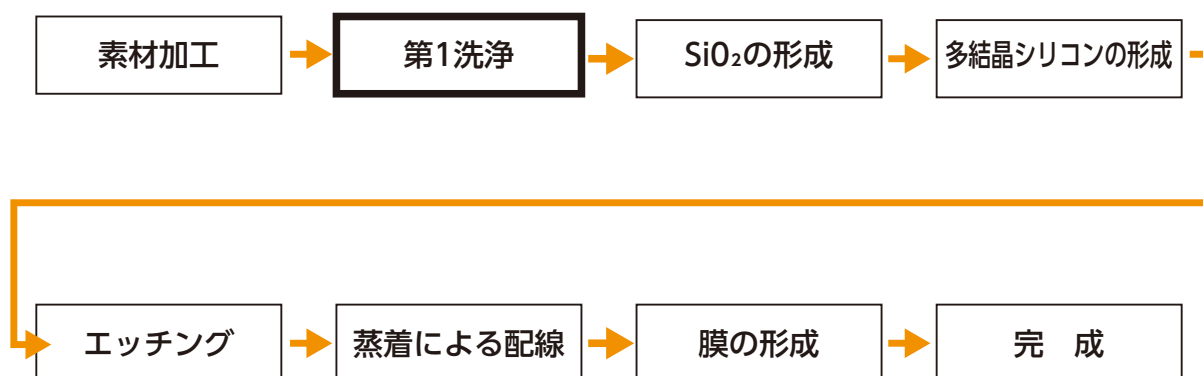 素材加工
第1洗浄
SiO₂の形成
多結晶シリコンの形成
エッチング
蒸着による配線
膜の形成
完　成